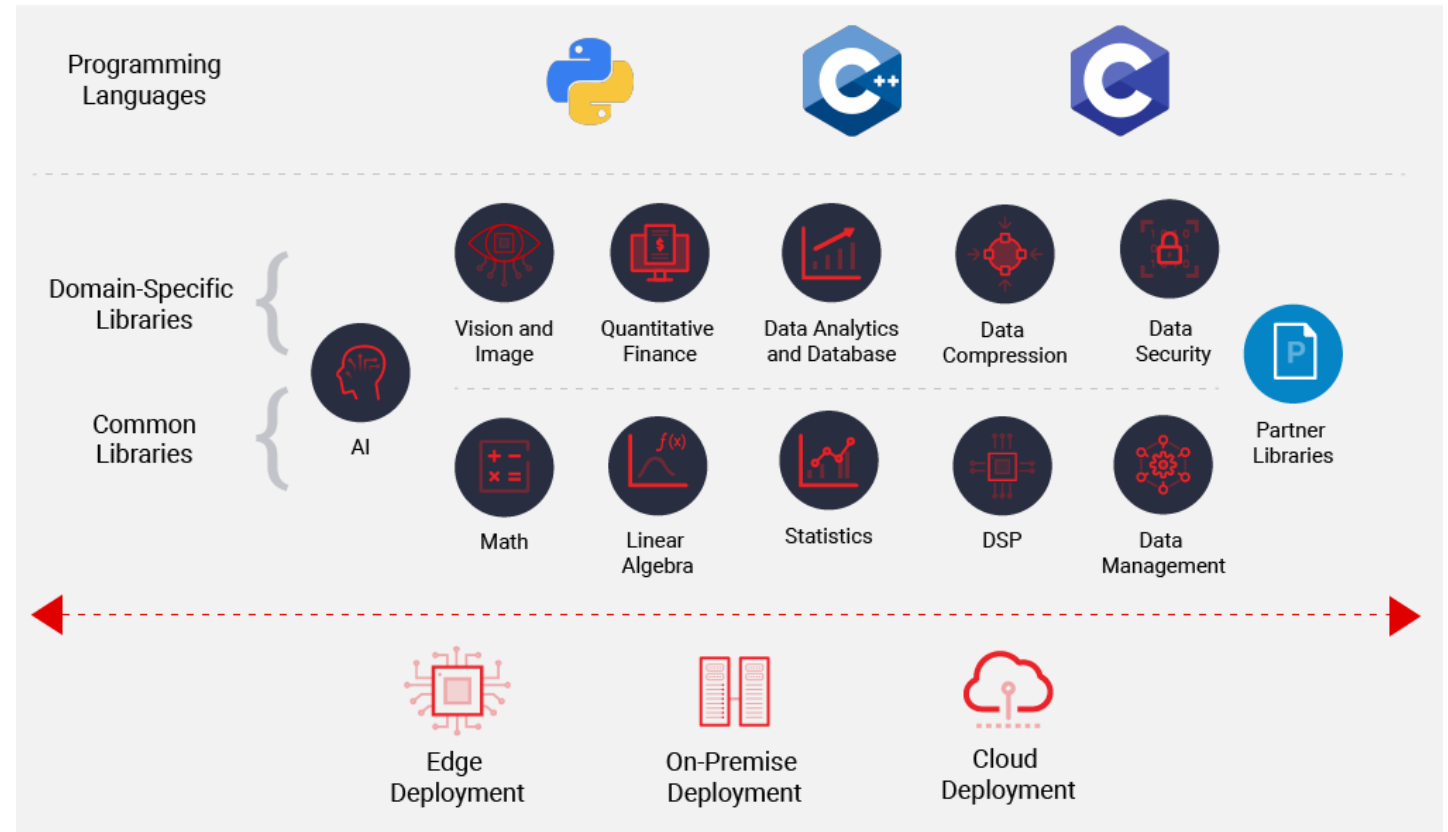 Programming
Languages
C++
C
Domain-Specific
Libraries
$
Vision and
Image
Quantitative
Finance
Data Analytics
and Database
Data
Compression
Data
Security
AI
P
Partner
Libraries
Common
Libraries
+ −
× =
f(x)
Math
Linear
Algebra
Statistics
DSP
Data
Management
Edge
Deployment
On-Premise
Deployment
Cloud
Deployment